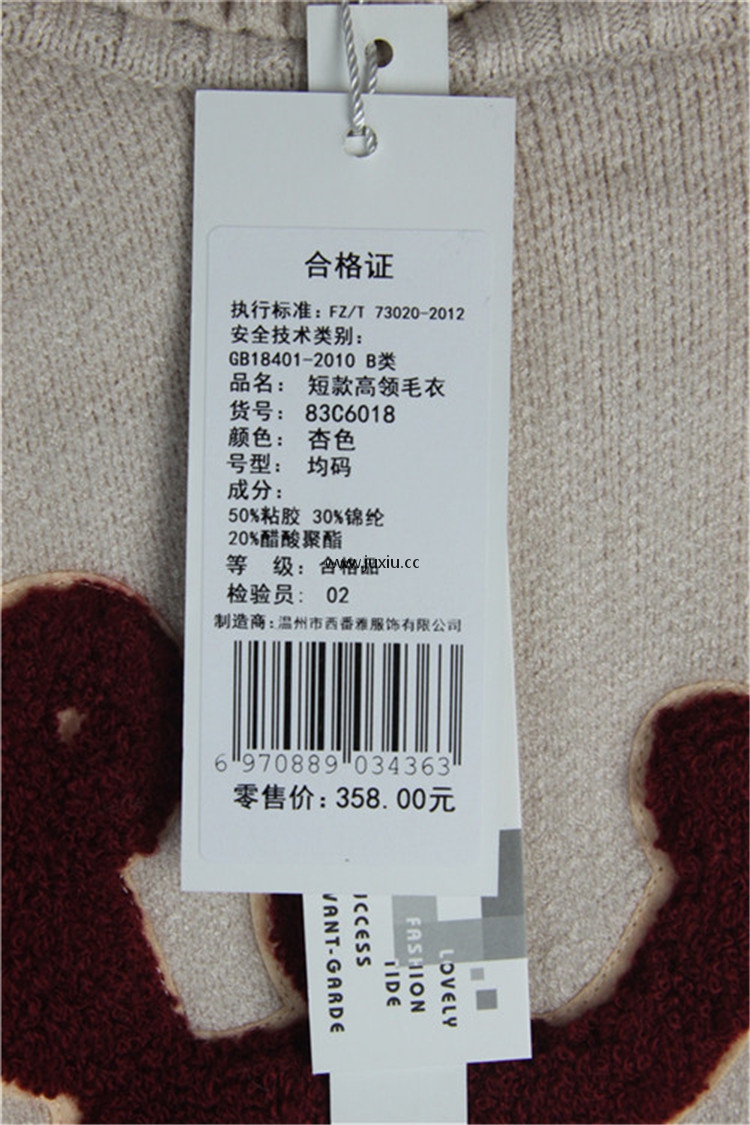 合格证
执行标准：FZ/T 73020-2012
安全技术类别：
GB18401-2010 B类
品名： 短款高领毛衣
货号： 83C6018
颜色： 杏色
号型： 均码
成分：
50%粘胶 30%锦纶
20%醋酸聚酯
等 级：合格品
www.juxiu.cc
检验员: 02
制造商：温州市西番雅服饰有限公司
6 970889 034363
零售价：358.00元
LOVELY
FASHION
TIDE